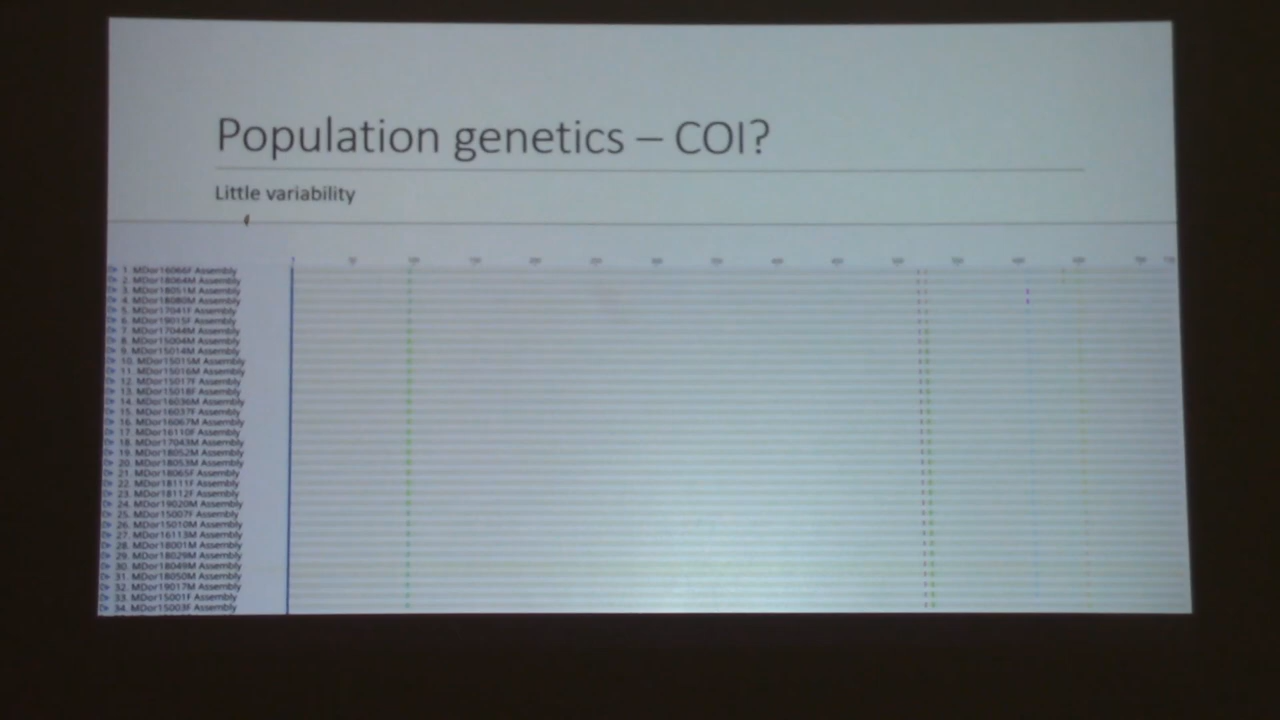 Population genetics – COI?
Little variability
1. MDor16066F Assembly
2. MDor18064M Assembly
3. MDor18051M Assembly
4. MDor18080M Assembly
5. MDor17041F Assembly
6. MDor19015F Assembly
7. MDor17044M Assembly
8. MDor15004M Assembly
9. MDor15014M Assembly
10. MDor15015M Assembly
11. MDor15016M Assembly
12. MDor15017F Assembly
13. MDor15018F Assembly
14. MDor16036M Assembly
15. MDor16037F Assembly
16. MDor16067M Assembly
17. MDor16110F Assembly
18. MDor17043M Assembly
19. MDor18052M Assembly
20. MDor18053M Assembly
21. MDor18065F Assembly
22. MDor18111F Assembly
23. MDor18112F Assembly
24. MDor19020M Assembly
25. MDor15007F Assembly
26. MDor15010M Assembly
27. MDor16113M Assembly
28. MDor18001M Assembly
29. MDor18029M Assembly
30. MDor18049M Assembly
31. MDor18050M Assembly
32. MDor19017M Assembly
33. MDor15001F Assembly
34. MDor15003F Assembly